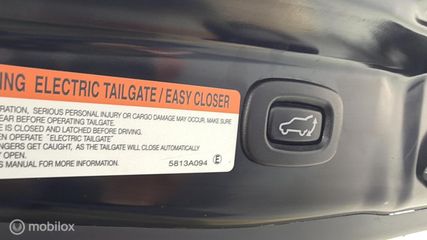 NING ELECTRIC TAILGATE / EASY CLOSER
RATION, SERIOUS PERSONAL INJURY OR CARGO DAMAGE MAY OCCUR. MAKE
EAR BEFORE OPERATING TAILGATE.
E IS CLOSED AND LATCHED BEFORE DRIVING.
EN OPERATE "ELECTRIC TAILGATE"
NGERS GET CAUGHT, AS THE TAILGATE WILL CLOSE AUTOMATICALLY
Y OPEN.
S MANUAL FOR MORE INFORMATION. 5813A094 E
mobilox